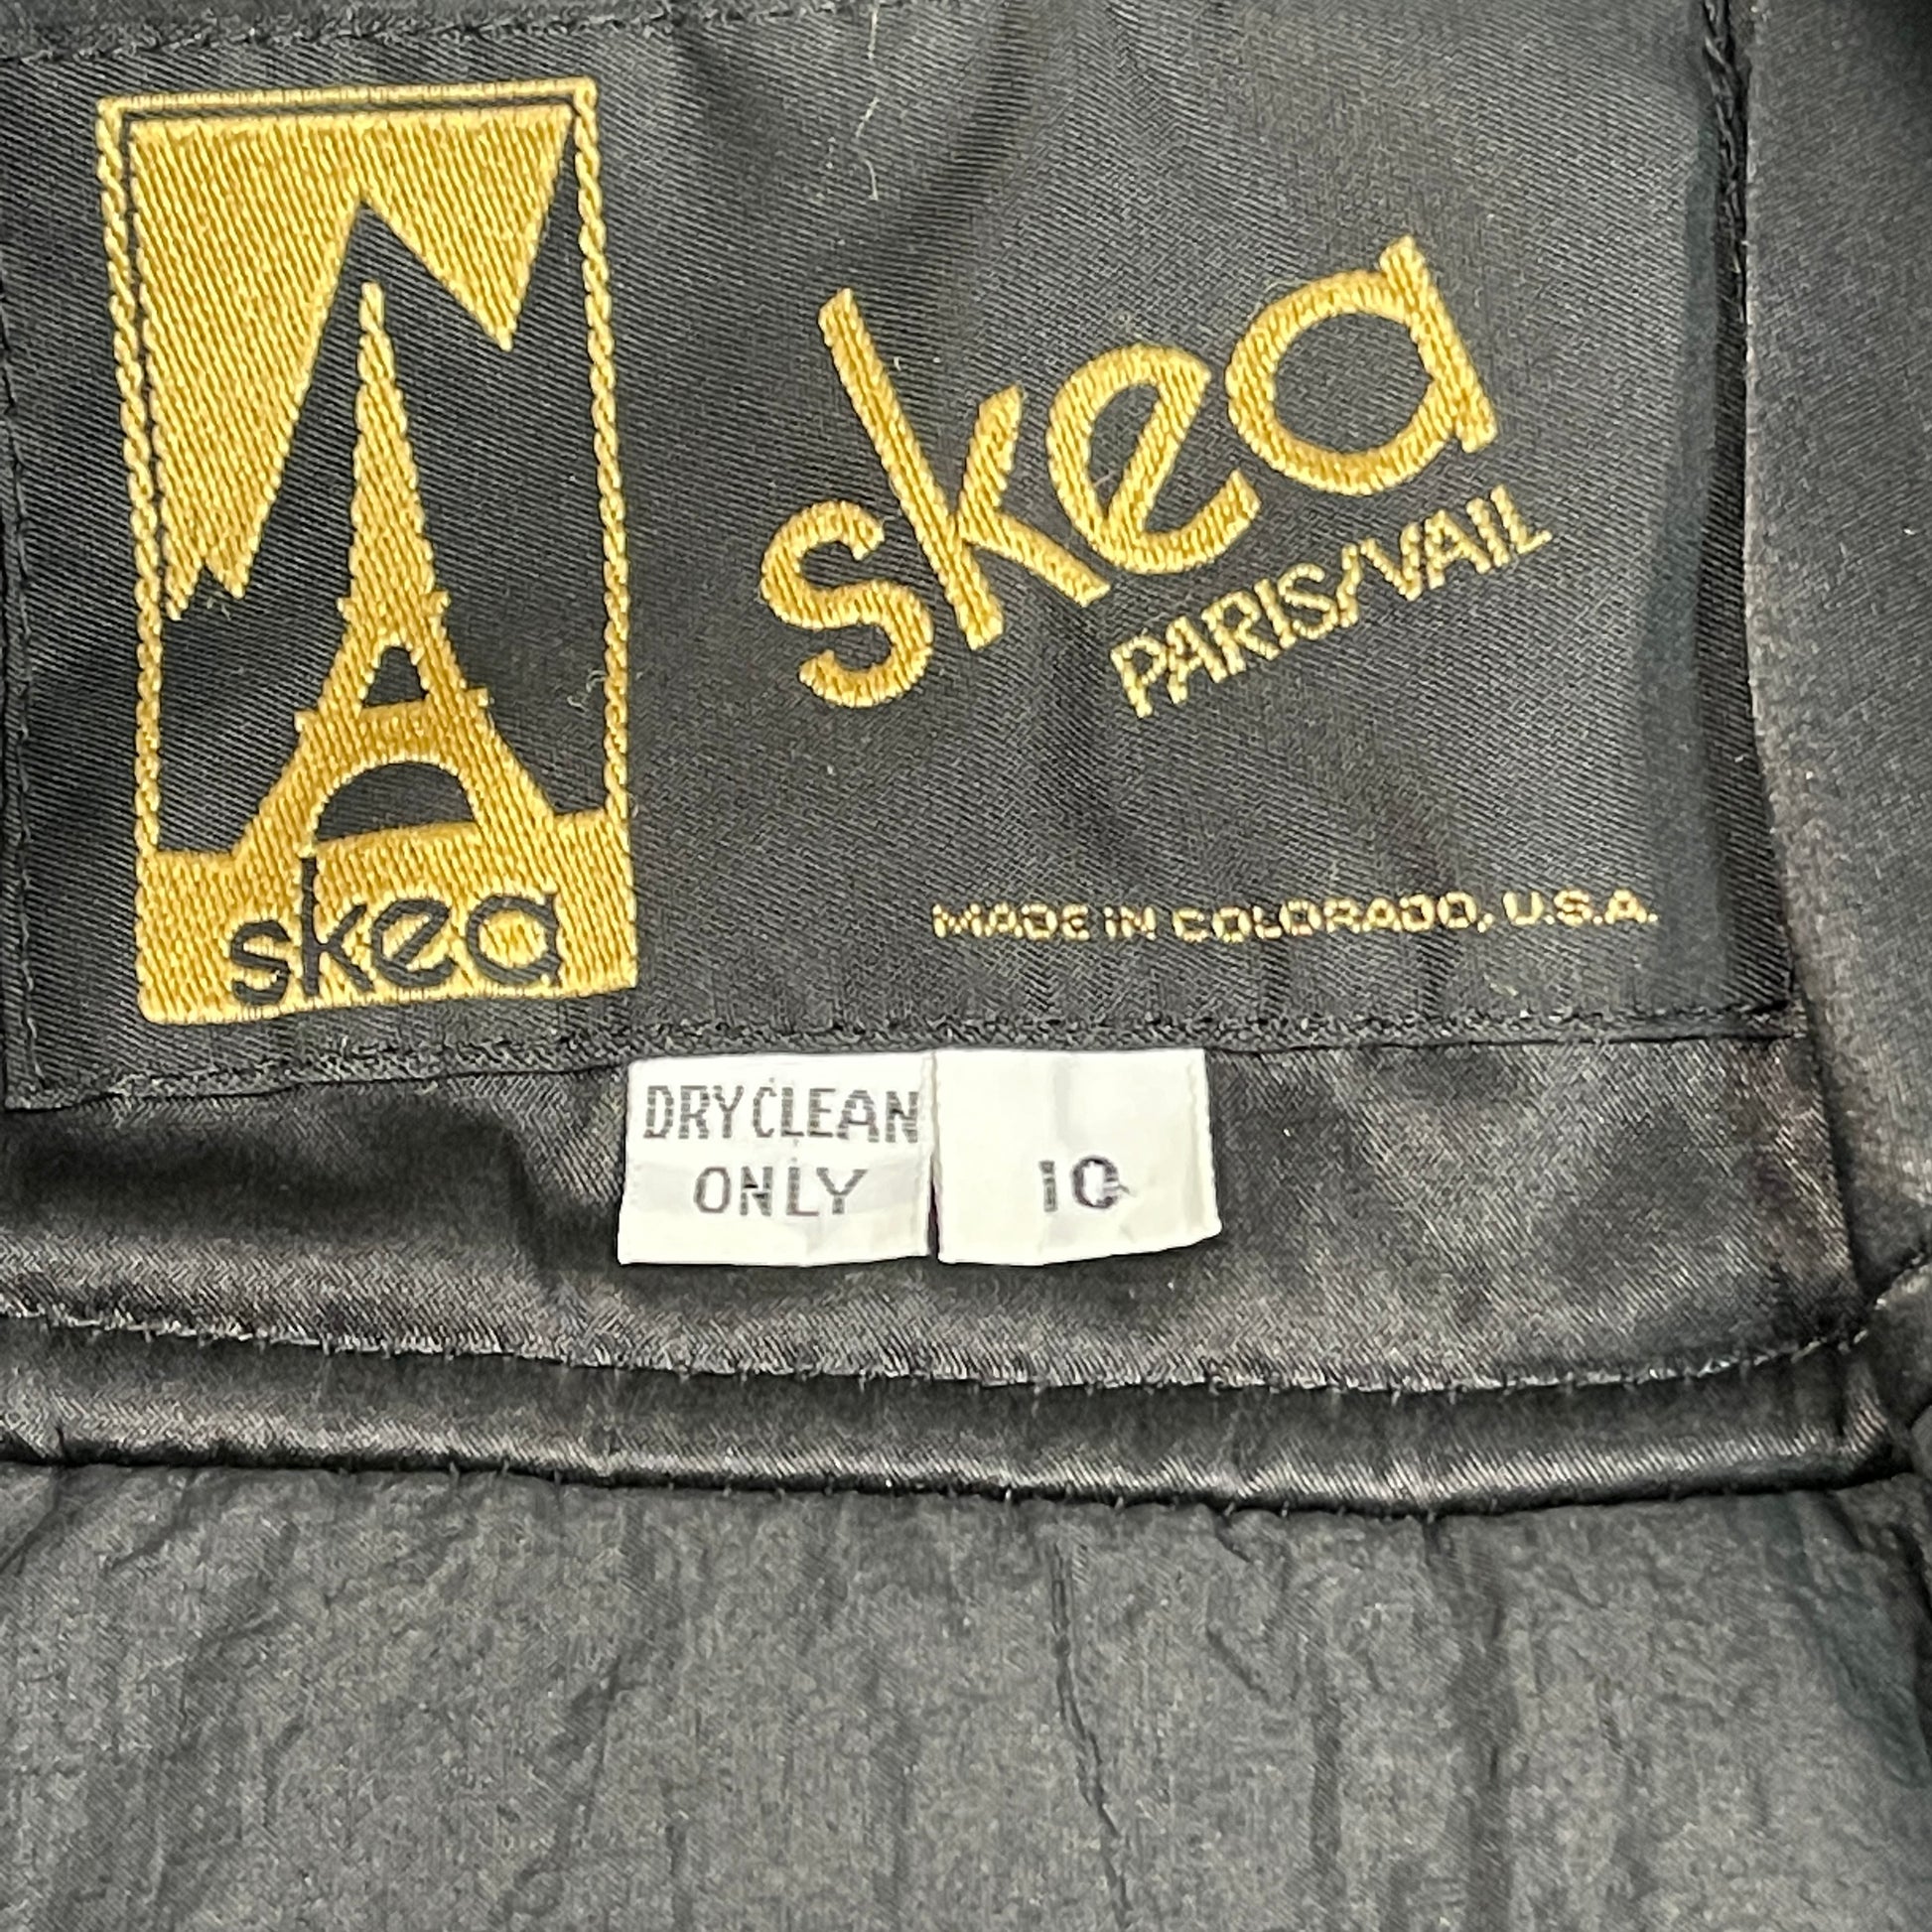 skea
skea
PARIS/VAIL
MADE IN COLORADO, U.S.A.
DRY CLEAN
ONLY
10